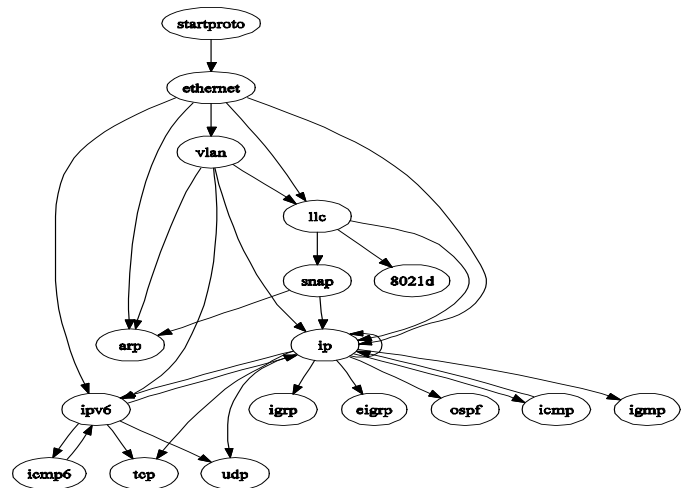 startproto
ethernet
vlan
llc
snap
8021d
arp
ip
ipv6
igrp
eigrp
ospf
icmp
igmp
icmp6
tcp
udp